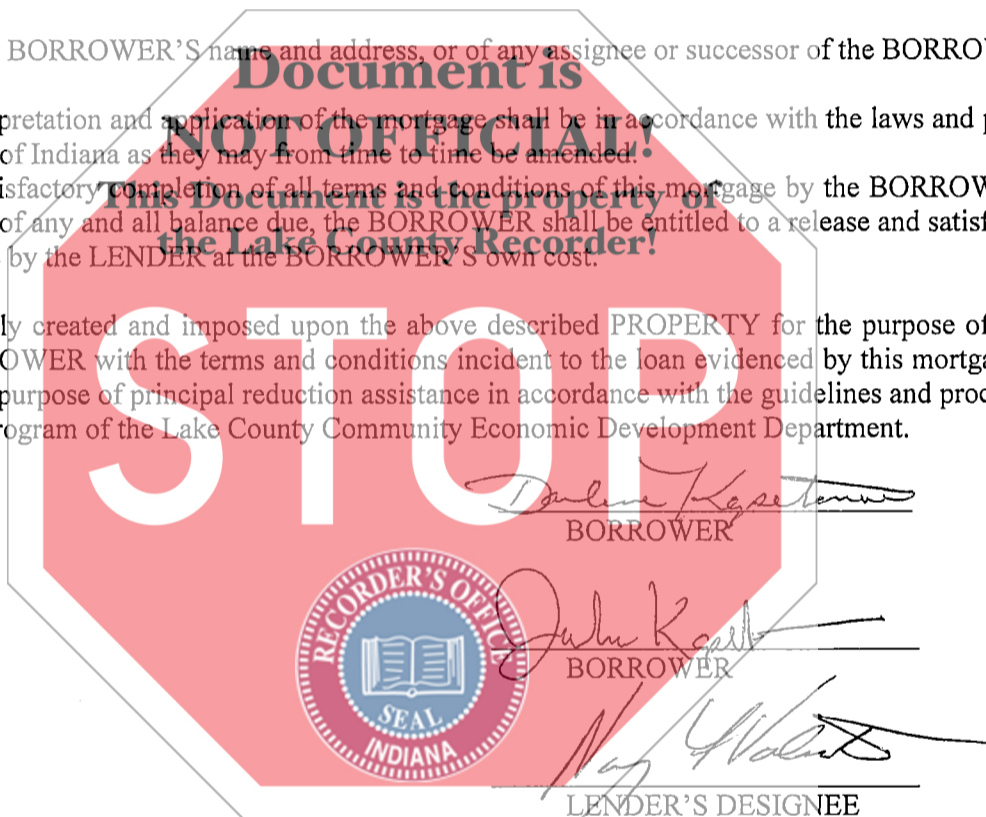 BORROWER'S name and address, or of any assignee or successor of the BORROW
Document is
pretation and application of the mortgage shall be in accordance with the laws and p
NOT OFFICIAL!
of Indiana as they may from time to time be amended.
isfactory completion of all terms and conditions of this mortgage by the BORROW
This Document is the property of
of any and all balance due, the BORROWER shall be entitled to a release and satisf
the Lake County Recorder!
by the LENDER at the BORROWER'S own cost.
ly created and imposed upon the above described PROPERTY for the purpose of
OWER with the terms and conditions incident to the loan evidenced by this mortga
purpose of principal reduction assistance in accordance with the guidelines and proc
rogram of the Lake County Community Economic Development Department.
STOP
Darlene
BORROWER
RECORDER'S OFFICE
BORROWER
SEAL
INDIANA
LENDER'S DESIGNEE